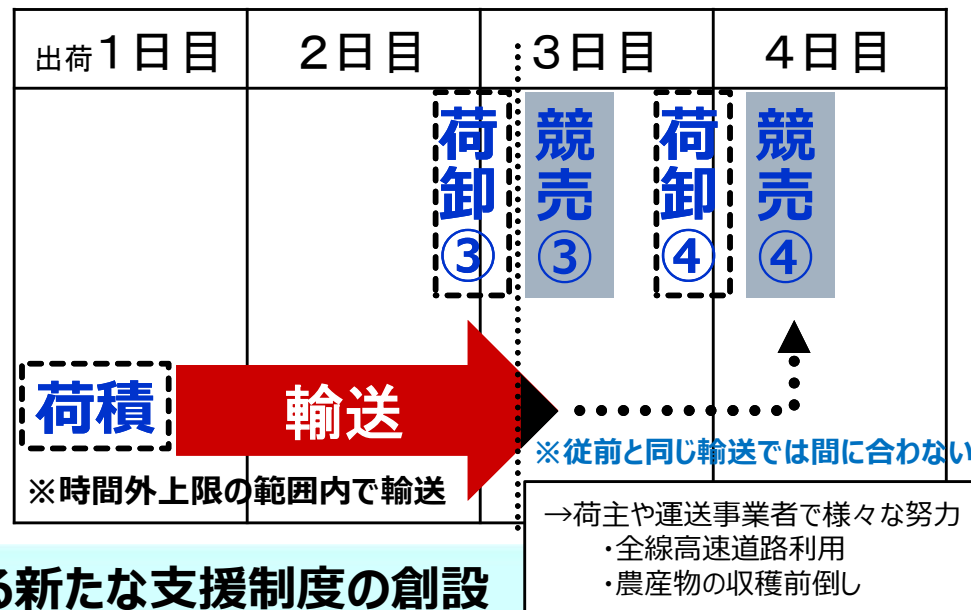 出荷1日目
2日目
3日目
4日目
荷卸③
競売③
荷卸④
競売④
荷積
輸送
※従前と同じ輸送では間に合わない
※時間外上限の範囲内で輸送
→荷主や運送事業者で様々な努力
・全線高速道路利用
・農産物の収穫前倒し
る新たな支援制度の創設